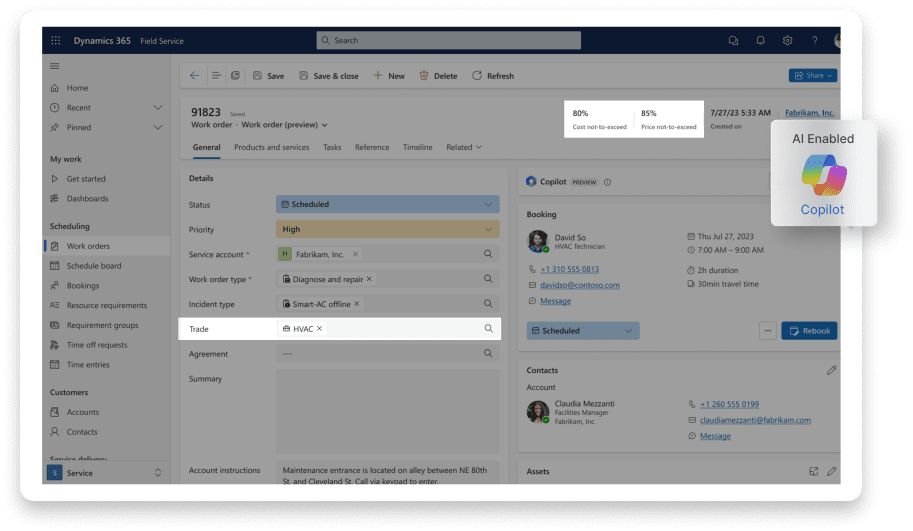 Dynamics 365 Field Service
Search
Home
Recent
Pinned
My work
Get started
Dashboards
Scheduling
Work orders
Schedule board
Bookings
Resource requirements
Requirement groups
Time off requests
Time entries
Customers
Accounts
Contacts
Service delivery
S Service
Save
Save & close
New
Delete
Refresh
Share
91823 Saved
Work order · Work order (preview)
80%
Cost not-to-exceed
85%
Price not-to-exceed
7/27/23 5:33 AM
Created on
Fabrikam, Inc.
General Products and services Tasks Reference Timeline Related
AI Enabled
Copilot
Details
Status Scheduled
Priority High
Service account * Fabrikam, Inc.
Work order type * Diagnose and repair
Incident type Smart-AC offline
Trade HVAC
Agreement ---
Summary
Account instructions Maintenance entrance is located on alley between NE 80th
St. and Cleveland St. Call via keypad to enter.
Copilot PREVIEW
Booking
David So
HVAC Technician
+1 310 555 0813
davidso@contoso.com
Message
Thu Jul 27, 2023
7:00 AM – 9:00 AM
2h duration
30min travel time
Scheduled
Rebook
Contacts
Account
Claudia Mezzanti
Facilities Manager
Fabrikam, Inc.
+1 260 555 0199
claudiamezzanti@fabrikam.com
Message
Assets